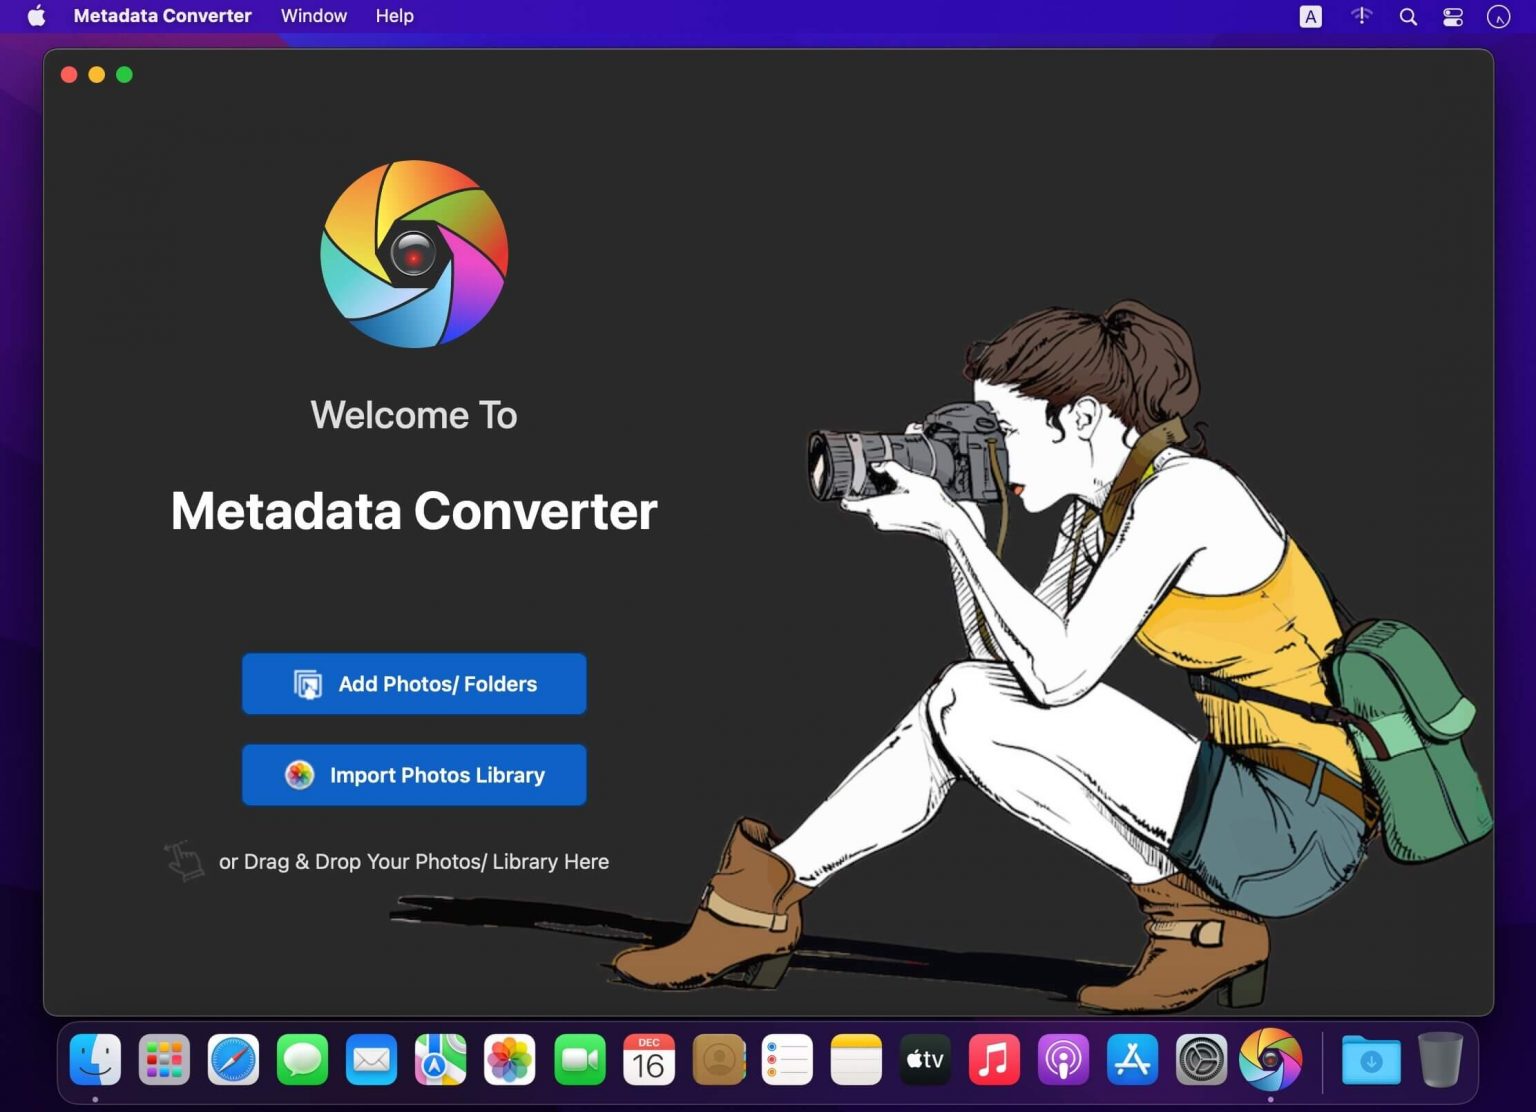 Metadata Converter Window Help
A
Welcome To
Metadata Converter
Add Photos/ Folders
Import Photos Library
or Drag & Drop Your Photos/ Library Here
DEC
16
tv